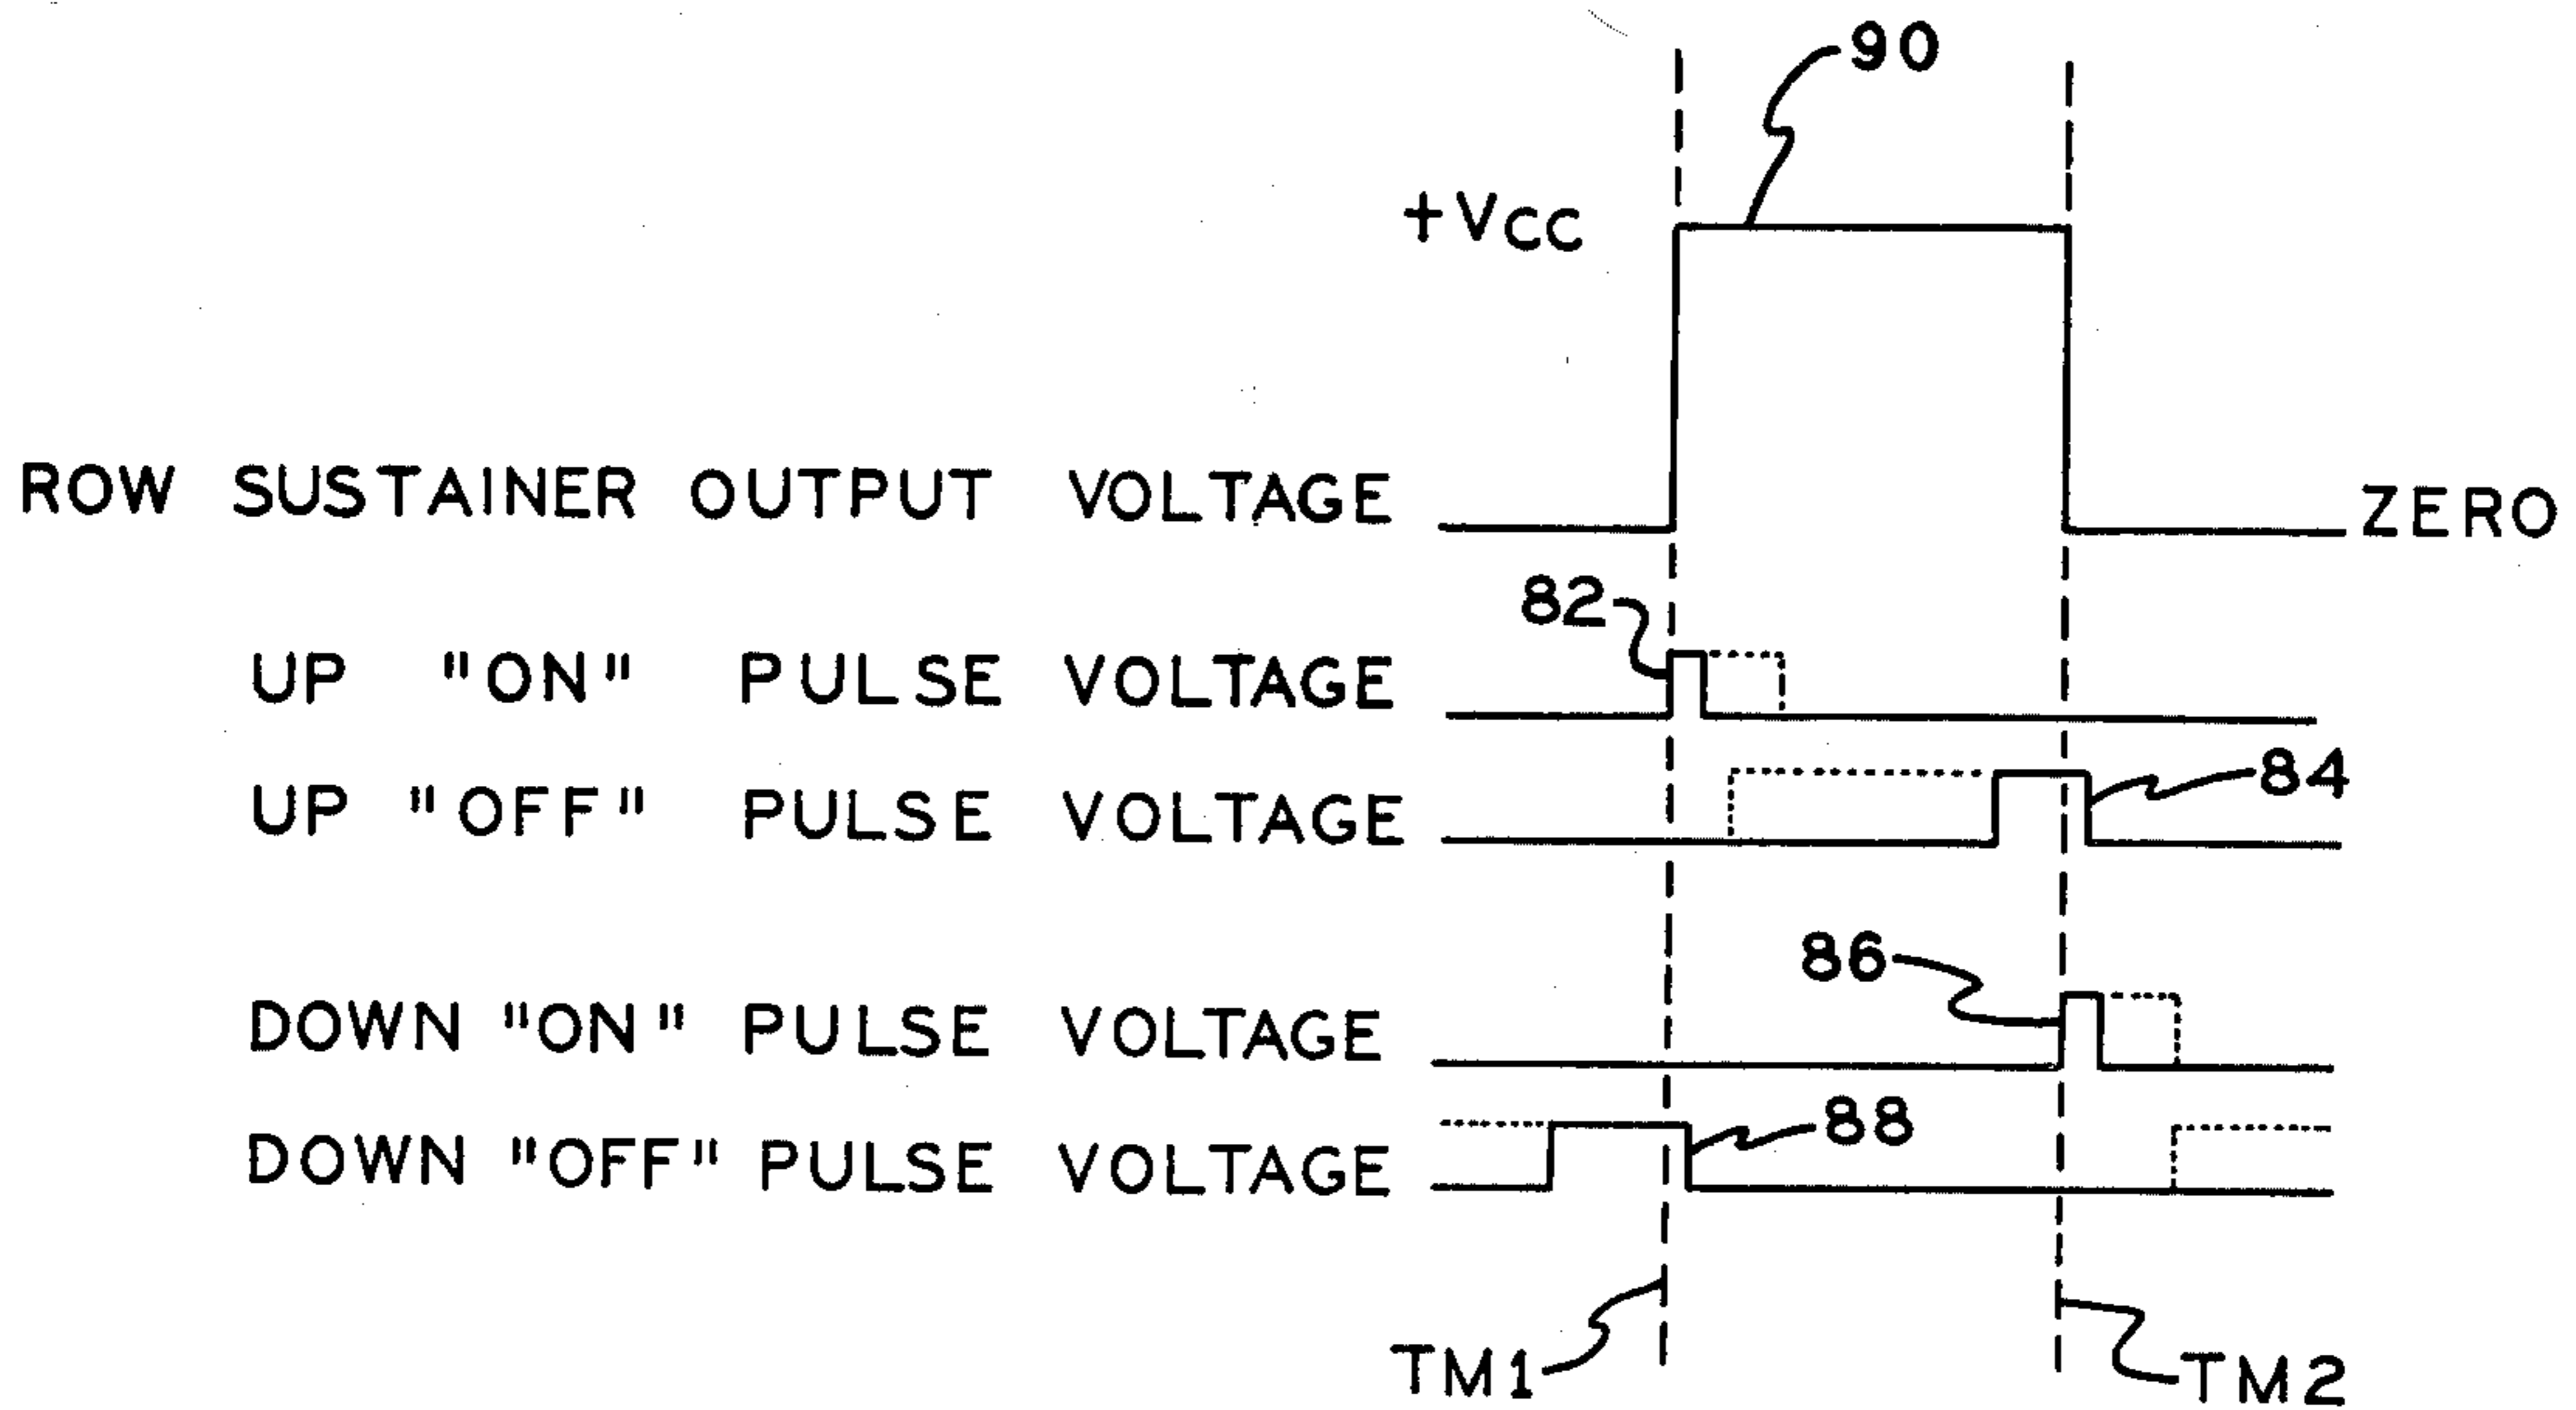 90
+VCC
ROW SUSTAINER OUTPUT VOLTAGE
ZERO
82
UP "ON" PULSE VOLTAGE
UP "OFF" PULSE VOLTAGE
84
86
DOWN "ON" PULSE VOLTAGE
88
DOWN "OFF" PULSE VOLTAGE
TM1
TM2